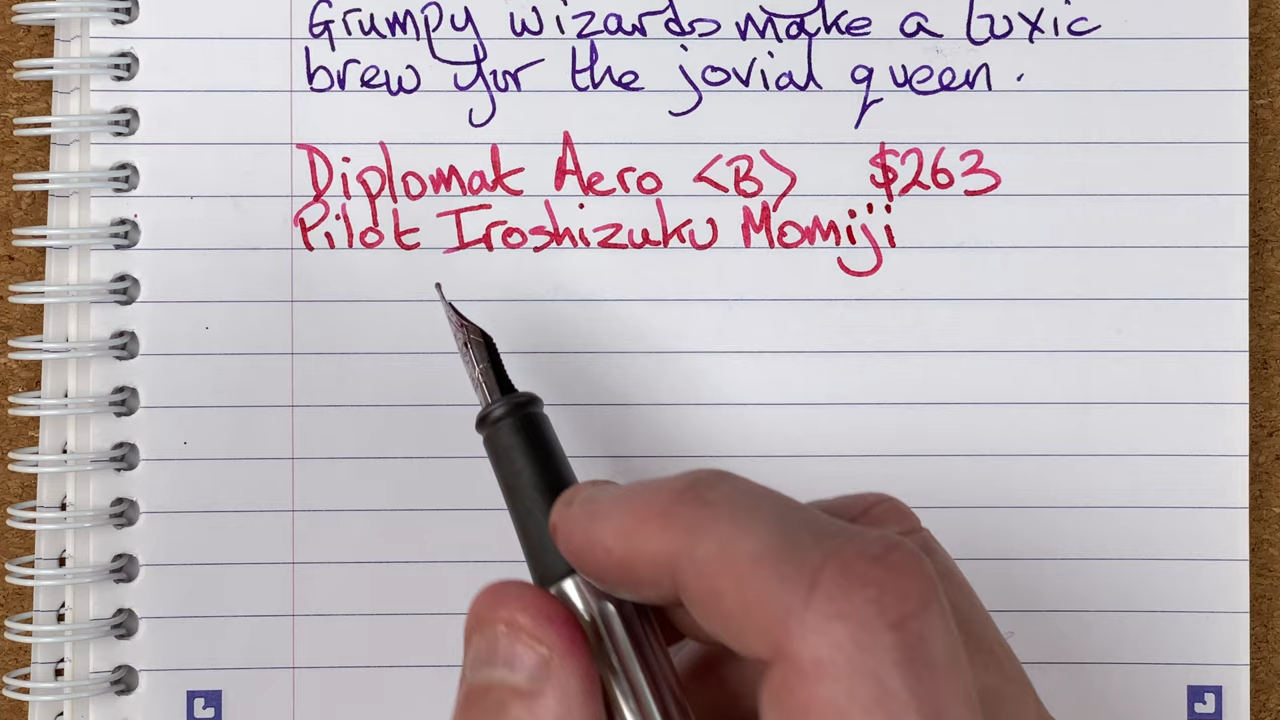 Grumpy wizards make a toxic
brew for the jovial queen.
Diplomat Aero <B> $263
Pilot Iroshizuku Momiji